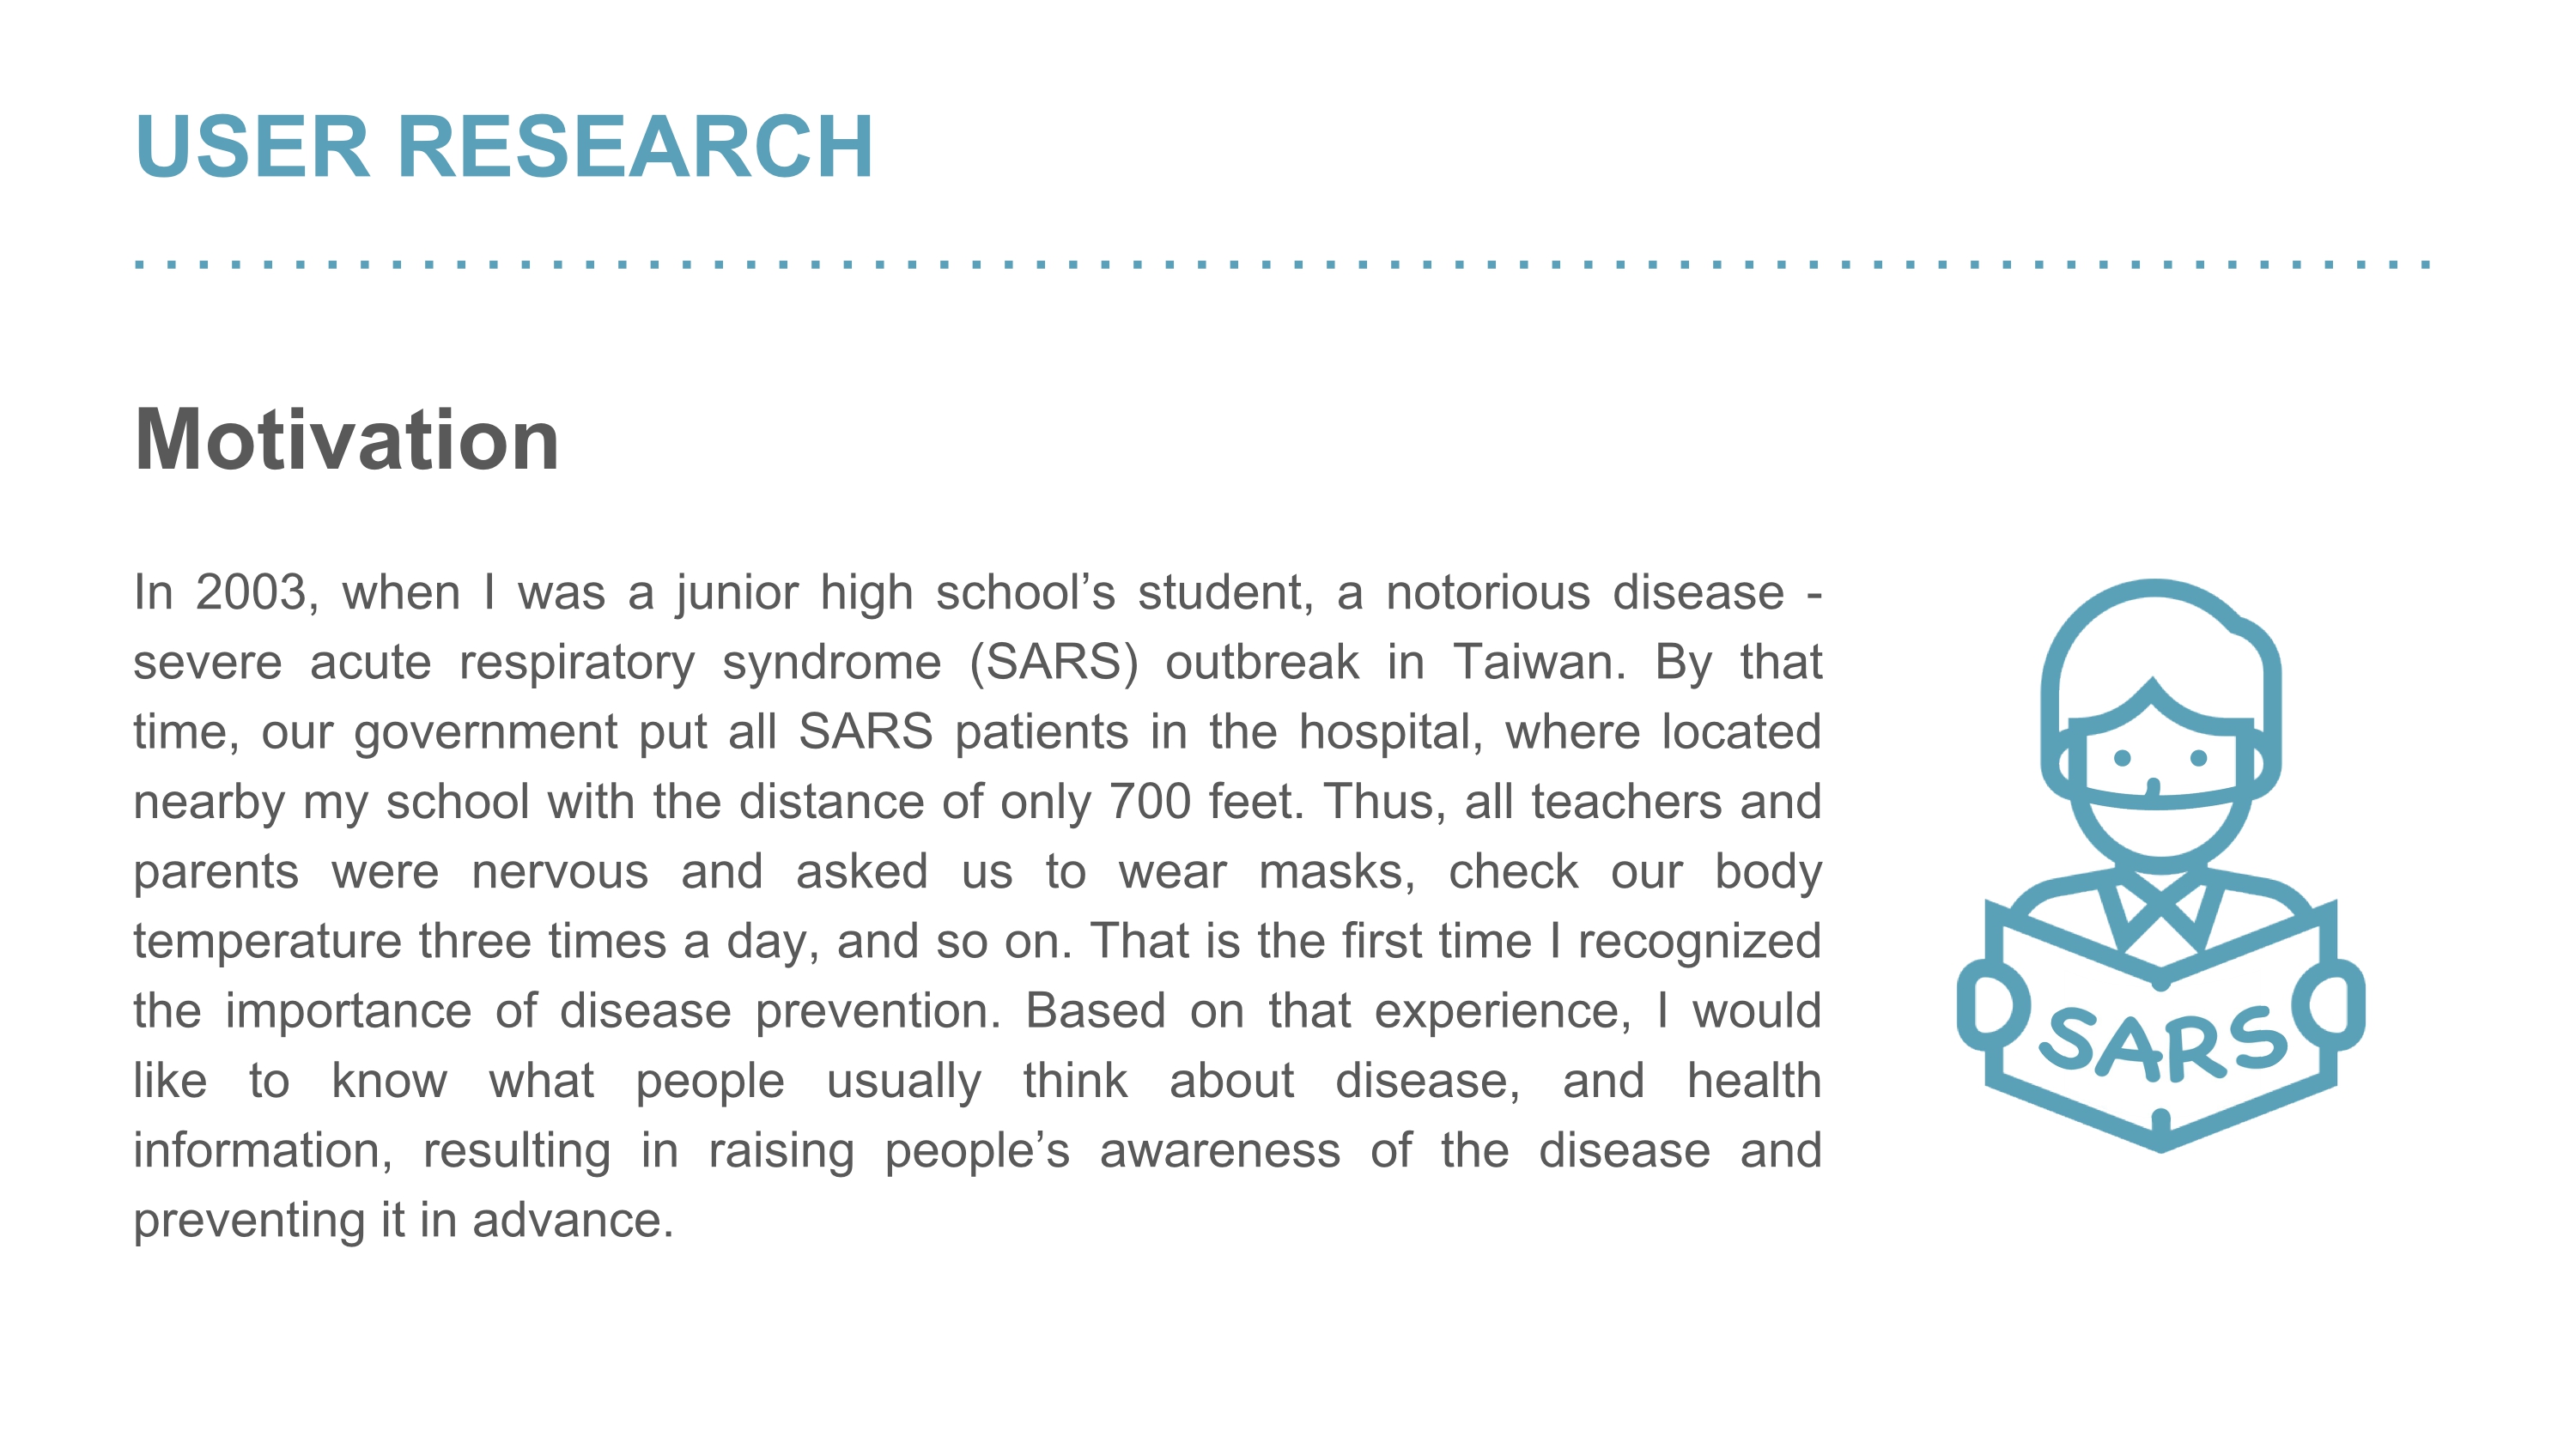 USER RESEARCH
Motivation
In 2003, when I was a junior high school’s student, a notorious disease -
severe acute respiratory syndrome (SARS) outbreak in Taiwan. By that
time, our government put all SARS patients in the hospital, where located
nearby my school with the distance of only 700 feet. Thus, all teachers and
parents were nervous and asked us to wear masks, check our body
temperature three times a day, and so on. That is the first time I recognized
the importance of disease prevention. Based on that experience, I would
like to know what people usually think about disease, and health
information, resulting in raising people’s awareness of the disease and
preventing it in advance.
SARS